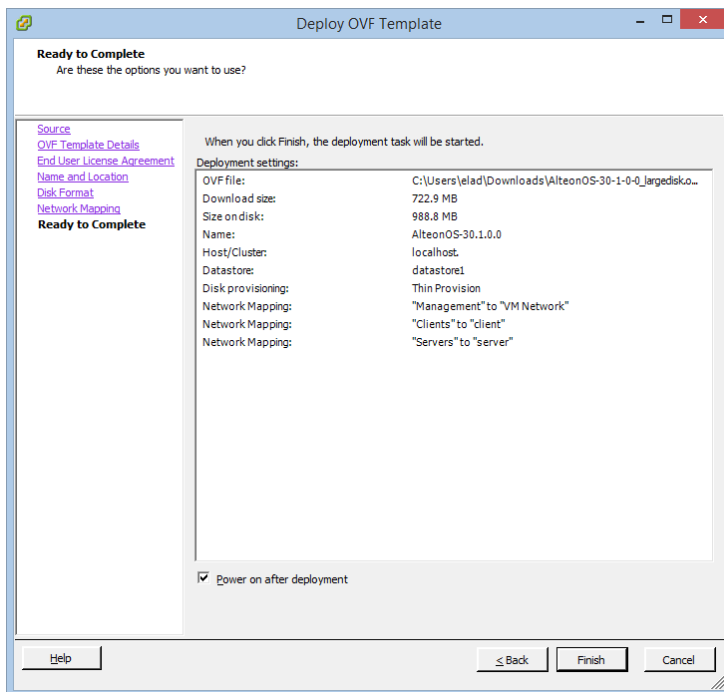 Deploy OVF Template
Ready to Complete
Are these the options you want to use?
Source
OVF Template Details
End User License Agreement
Name and Location
Disk Format
Network Mapping
Ready to Complete
When you click Finish, the deployment task will be started.
Deployment settings:
OVF file: C:\Users\elad\Downloads\AlteonOS-30-1-0-0_largedisk.o...
Download size: 722.9 MB
Size on disk: 988.8 MB
Name: AlteonOS-30.1.0.0
Host/Cluster: localhost.
Datastore: datastore1
Disk provisioning: Thin Provision
Network Mapping: "Management" to "VM Network"
Network Mapping: "Clients" to "client"
Network Mapping: "Servers" to "server"
Power on after deployment
Help < Back Finish Cancel